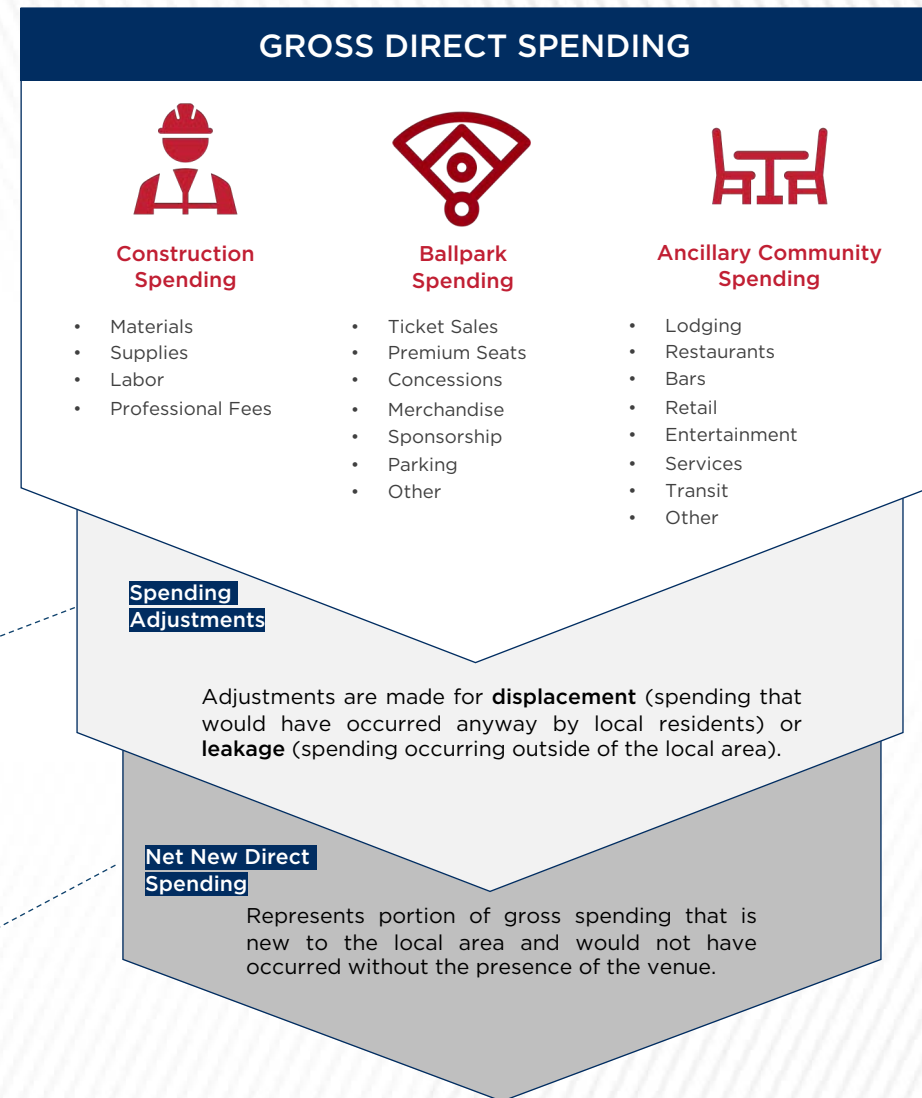 GROSS DIRECT SPENDING
Construction
Spending
• Materials
• Supplies
• Labor
• Professional Fees
Ballpark
Spending
• Ticket Sales
• Premium Seats
• Concessions
• Merchandise
• Sponsorship
• Parking
• Other
Ancillary Community
Spending
• Lodging
• Restaurants
• Bars
• Retail
• Entertainment
• Services
• Transit
• Other
Spending
Adjustments
Adjustments are made for displacement (spending that
would have occurred anyway by local residents) or
leakage (spending occurring outside of the local area).
Net New Direct
Spending
Represents portion of gross spending that is
new to the local area and would not have
occurred without the presence of the venue.